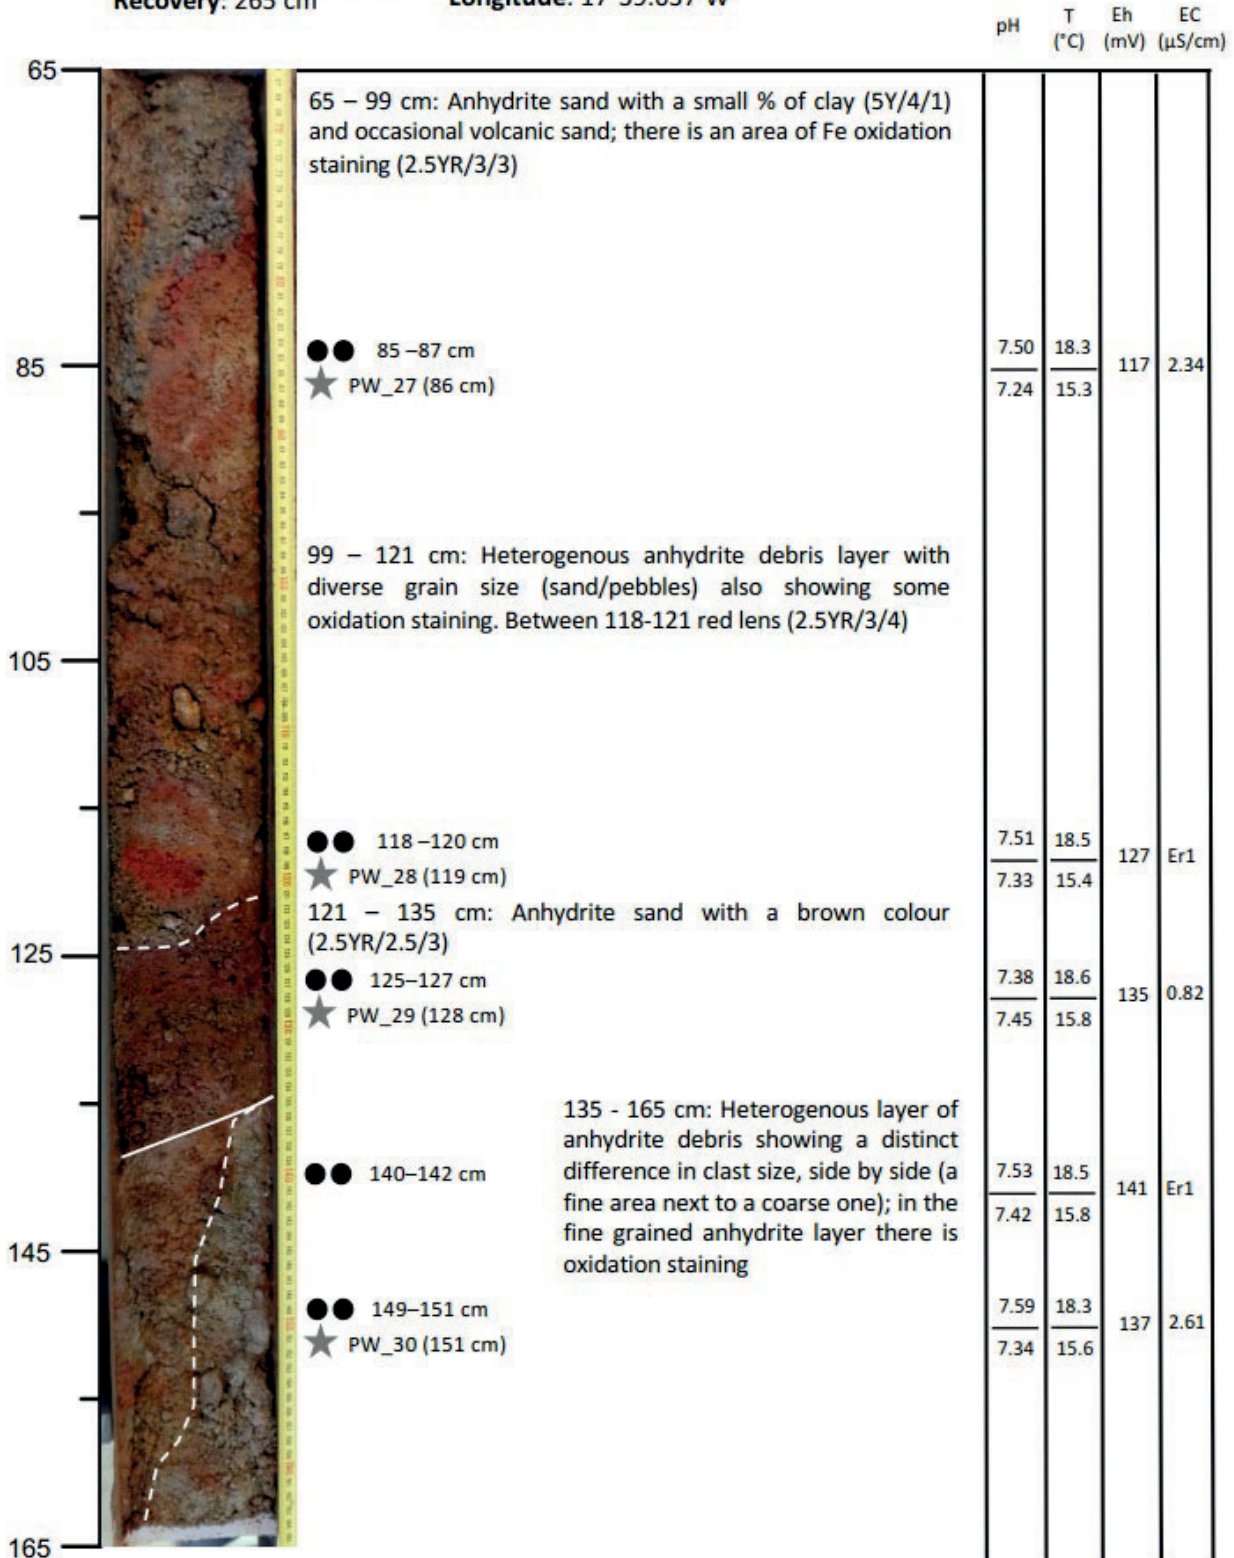 Recovery: 265 cm
Longitude: 17°39.637'W
pH
T
(°C)
Eh
(mV)
EC
(µS/cm)
65
65 – 99 cm: Anhydrite sand with a small % of clay (5Y/4/1)
and occasional volcanic sand; there is an area of Fe oxidation
staining (2.5YR/3/3)
85
85 –87 cm
PW_27 (86 cm)
7.50 18.3
7.24 15.3
117 2.34
99 – 121 cm: Heterogenous anhydrite debris layer with
diverse grain size (sand/pebbles) also showing some
oxidation staining. Between 118-121 red lens (2.5YR/3/4)
105
118 –120 cm
PW_28 (119 cm)
7.51 18.5
7.33 15.4
127 Er1
121 – 135 cm: Anhydrite sand with a brown colour
(2.5YR/2.5/3)
125
125–127 cm
PW_29 (128 cm)
7.38 18.6
7.45 15.8
135 0.82
135 - 165 cm: Heterogenous layer of
anhydrite debris showing a distinct
difference in clast size, side by side (a
fine area next to a coarse one); in the
fine grained anhydrite layer there is
oxidation staining
140–142 cm
7.53 18.5
7.42 15.8
141 Er1
145
149–151 cm
PW_30 (151 cm)
7.59 18.3
7.34 15.6
137 2.61
165